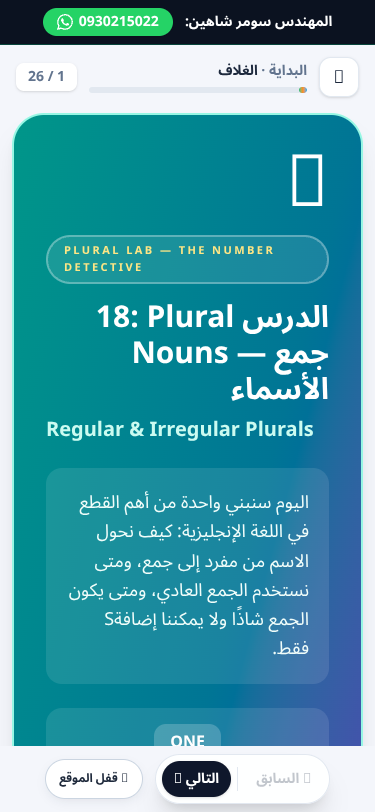 المهندس سومر شاهين: 0930215022
البداية · الغلاف
26 / 1
PLURAL LAB — THE NUMBER
DETECTIVE
الدرس 18: Plural
Nouns — جمع
الأسماء
Regular & Irregular Plurals
اليوم سنبني واحدة من أهم القطع
في اللغة الإنجليزية: كيف نحول
الاسم من مفرد إلى جمع، ومتى
نستخدم الجمع العادي، ومتى يكون
الجمع شاذًا ولا يمكننا إضافةS
فقط.
ONE
السابق
التالي
قفل الموقع